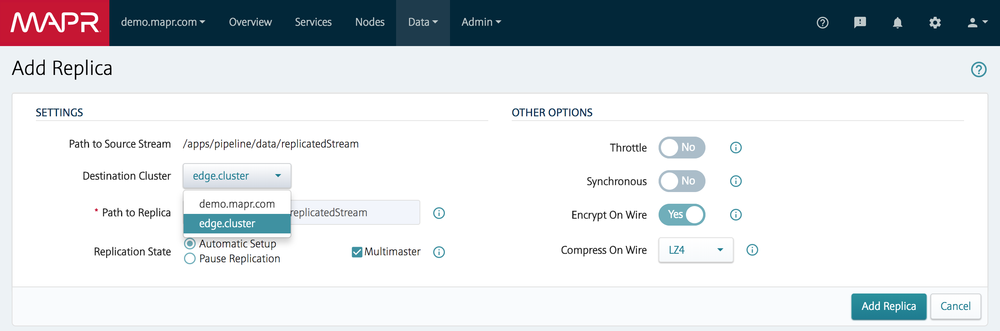 MAPR demo.mapr.com Overview Services Nodes Data Admin
Add Replica
SETTINGS
Path to Source Stream /apps/pipeline/data/replicatedStream
Destination Cluster edge.cluster
demo.mapr.com
edge.cluster
* Path to Replica replicatedStream
Replication State Automatic Setup
Pause Replication
Multimaster
OTHER OPTIONS
Throttle No
Synchronous No
Encrypt On Wire Yes
Compress On Wire LZ4
Add Replica Cancel